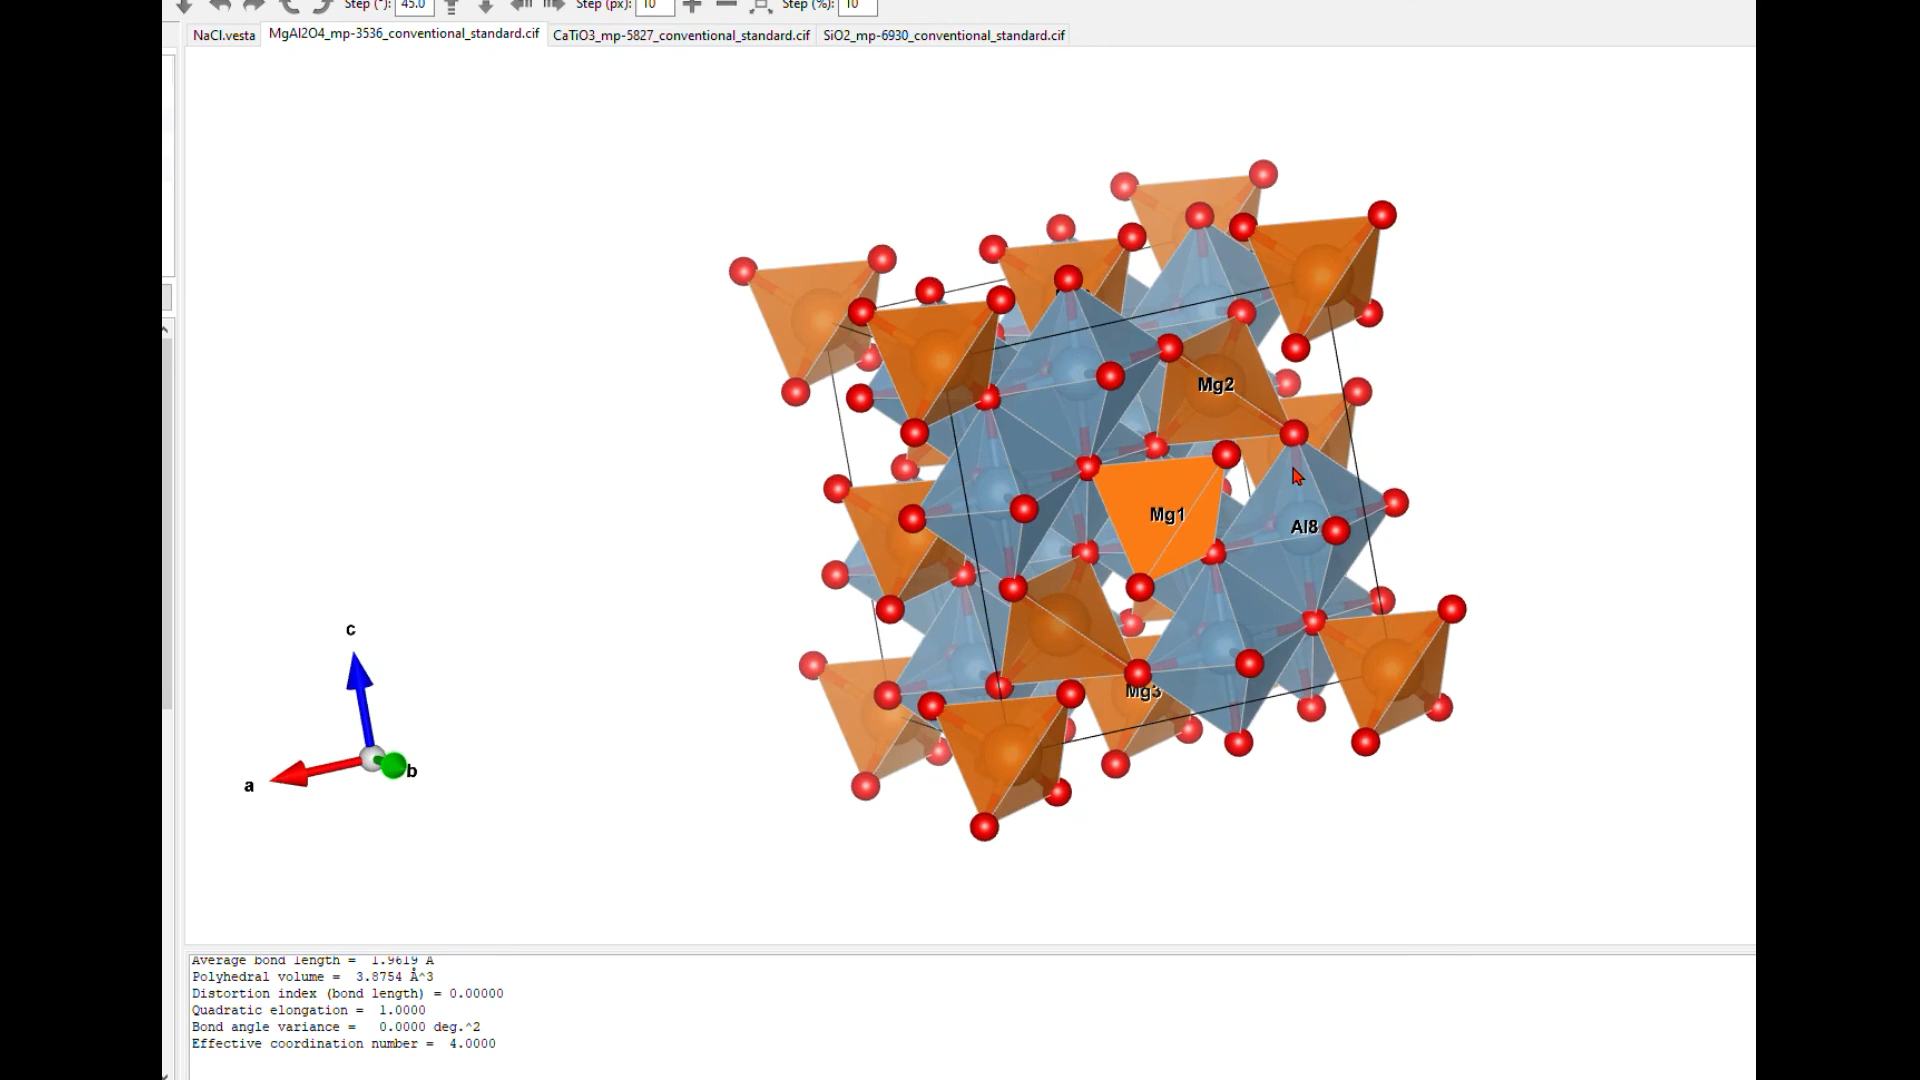 Step (°): 45.0 Step (px): 10 Step (%): 10
NaCl.vesta MgAl2O4_mp-3536_conventional_standard.cif CaTiO3_mp-5827_conventional_standard.cif SiO2_mp-6930_conventional_standard.cif
Mg2
Mg1
Al8
Mg3
c
a
b
Average bond length = 1.9619 Å
Polyhedral volume = 3.8754 Å^3
Distortion index (bond length) = 0.00000
Quadratic elongation = 1.0000
Bond angle variance = 0.0000 deg.^2
Effective coordination number = 4.0000